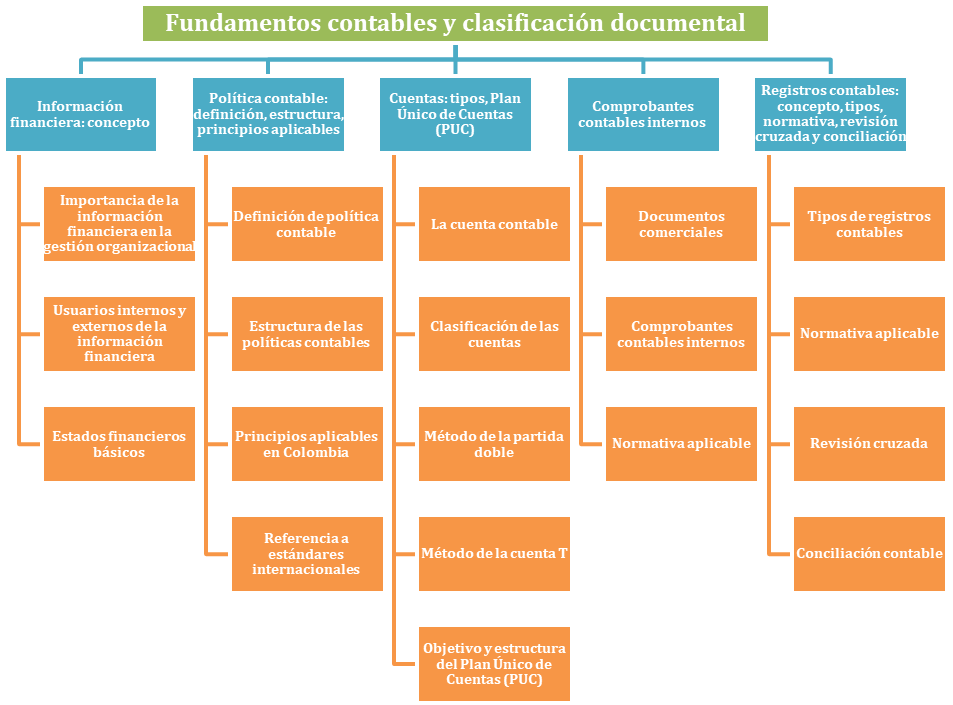 Fundamentos contables y clasificación documental
Información
financiera: concepto
Importancia de la
información
financiera en la
gestión organizacional
Usuarios internos y
externos de la
información
financiera
Estados financieros
básicos
Política contable:
definición, estructura,
principios aplicables
Definición de política
contable
Estructura de las
políticas contables
Principios aplicables
en Colombia
Referencia a
estándares
internacionales
Cuentas: tipos, Plan
Único de Cuentas
(PUC)
La cuenta contable
Clasificación de las
cuentas
Método de la partida
doble
Método de la cuenta T
Objetivo y estructura
del Plan Único de
Cuentas (PUC)
Comprobantes
contables internos
Documentos
comerciales
Comprobantes
contables internos
Normativa aplicable
Registros contables:
concepto, tipos,
normativa, revisión
cruzada y conciliación
Tipos de registros
contables
Normativa aplicable
Revisión cruzada
Conciliación contable